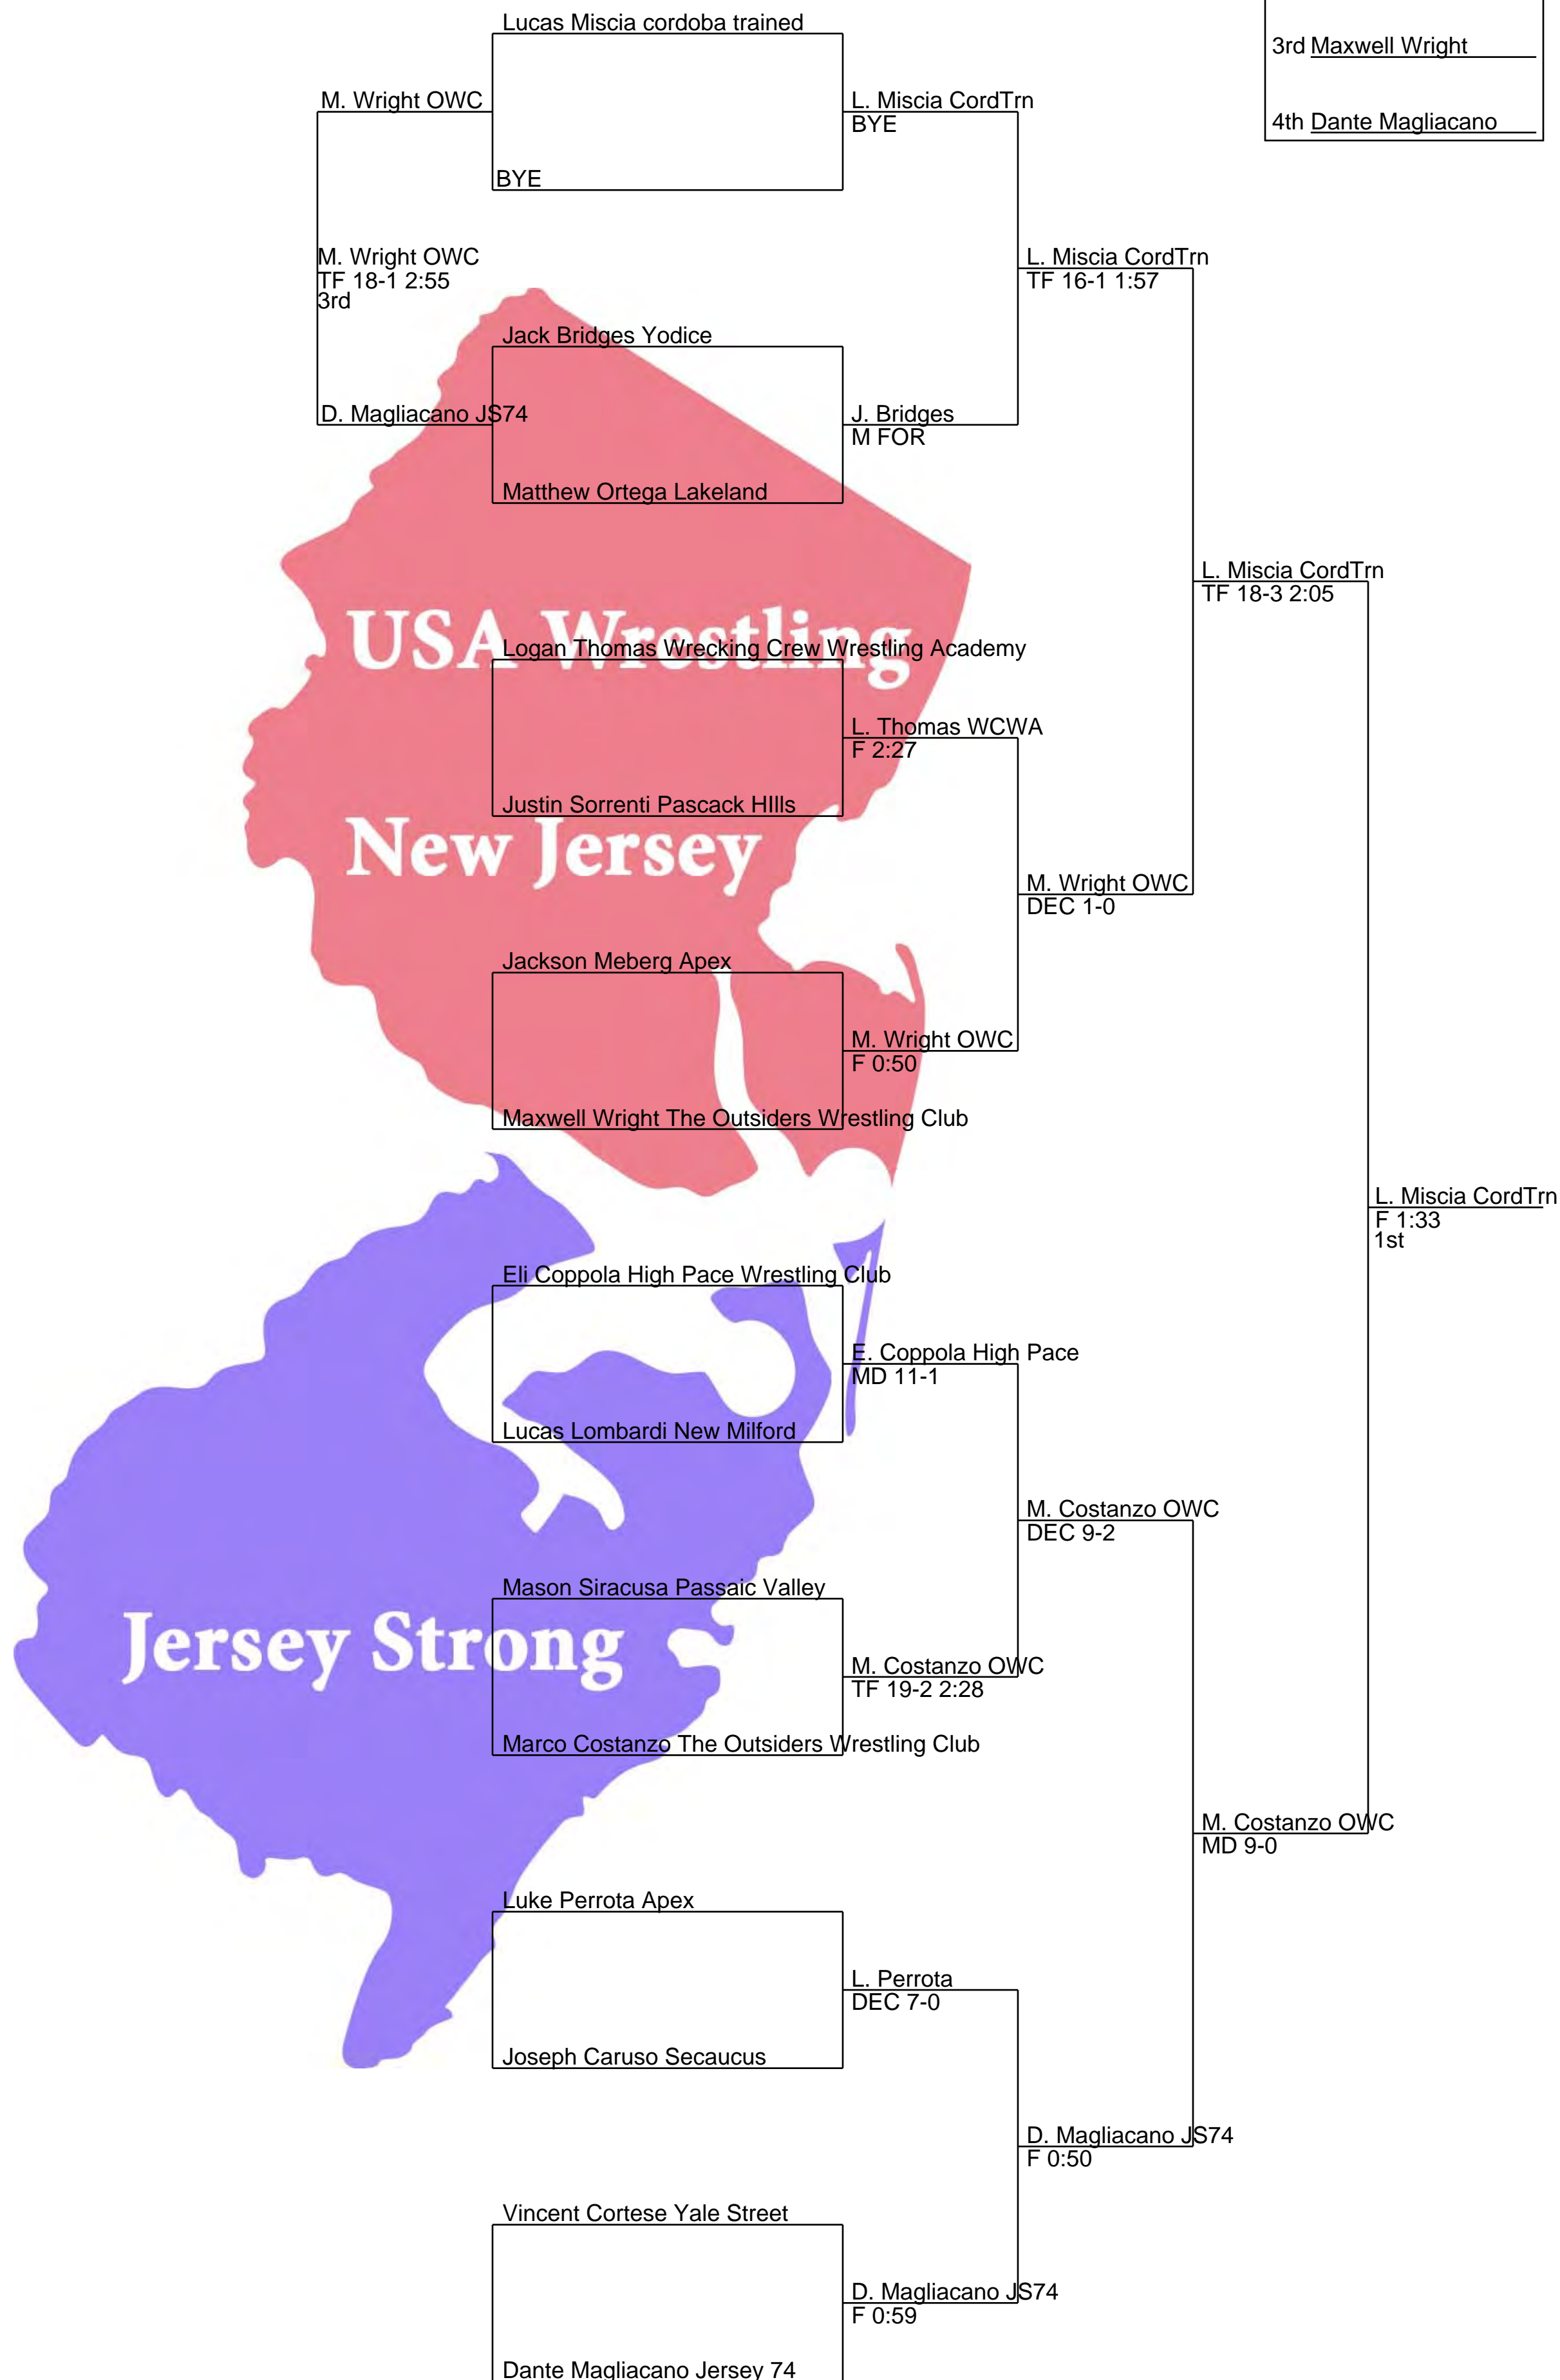 Lucas Miscia cordoba trained
3rd Maxwell Wright
M. Wright OWC
L. Miscia CordTrn
BYE
4th Dante Magliacano
BYE
M. Wright OWC
TF 18-1 2:55
3rd
L. Miscia CordTrn
TF 16-1 1:57
Jack Bridges Yodice
D. Magliacano JS74
J. Bridges
M FOR
Matthew Ortega Lakeland
L. Miscia CordTrn
TF 18-3 2:05
USA Wrestling
Logan Thomas Wrecking Crew Wrestling Academy
L. Thomas WCWA
F 2:27
Justin Sorrenti Pascack HIlls
New Jersey
M. Wright OWC
DEC 1-0
Jackson Meberg Apex
M. Wright OWC
F 0:50
Maxwell Wright The Outsiders Wrestling Club
L. Miscia CordTrn
F 1:33
1st
Eli Coppola High Pace Wrestling Club
E. Coppola High Pace
MD 11-1
Lucas Lombardi New Milford
M. Costanzo OWC
DEC 9-2
Mason Siracusa Passaic Valley
Jersey Strong
M. Costanzo OWC
TF 19-2 2:28
Marco Costanzo The Outsiders Wrestling Club
M. Costanzo OWC
MD 9-0
Luke Perrota Apex
L. Perrota
DEC 7-0
Joseph Caruso Secaucus
D. Magliacano JS74
F 0:50
Vincent Cortese Yale Street
D. Magliacano JS74
F 0:59
Dante Magliacano Jersey 74